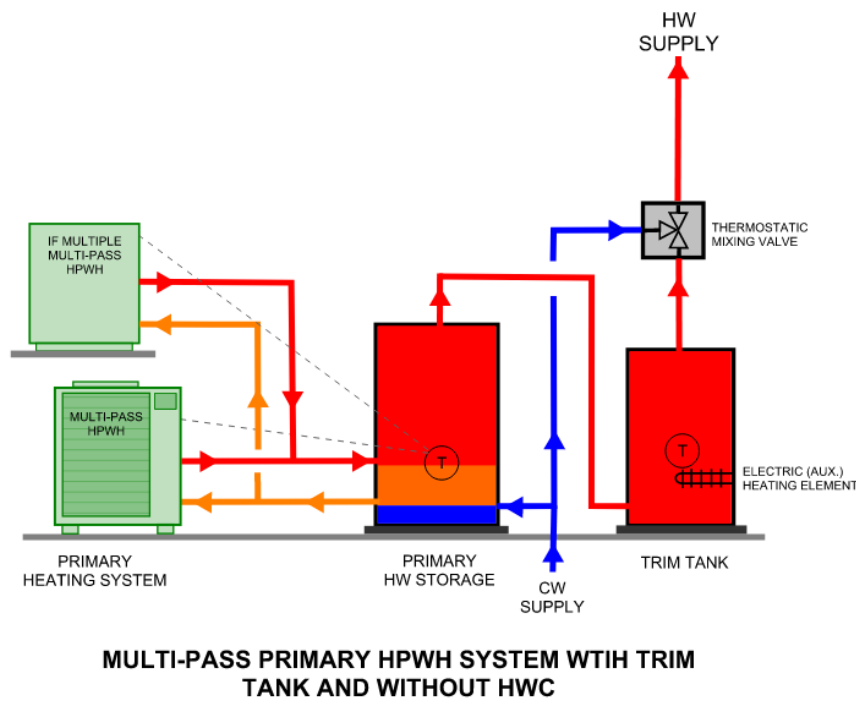 HW
SUPPLY
IF MULTIPLE
MULTI-PASS
HPWH
THERMOSTATIC
MIXING VALVE
MULTI-PASS
HPWH
T
T
ELECTRIC (AUX.)
HEATING ELEMENT
PRIMARY
HEATING SYSTEM
PRIMARY
HW STORAGE
CW
SUPPLY
TRIM TANK
MULTI-PASS PRIMARY HPWH SYSTEM WTIH TRIM
TANK AND WITHOUT HWC